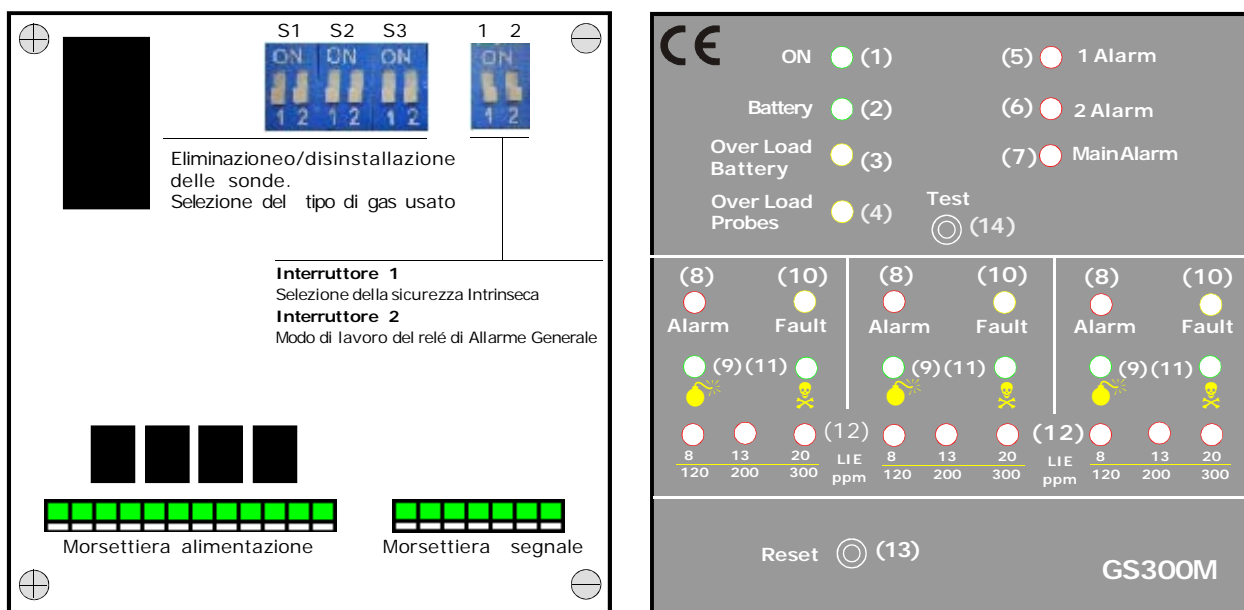 S1 S2 S3 1 2
ON ON ON ON
1 2 1 2 1 2 1 2
Eliminazioneo/disinstallazione
delle sonde.
Selezione del tipo di gas usato
Interruttore 1
Selezione della sicurezza Intrinseca
Interruttore 2
Modo di lavoro del relé di Allarme Generale
Morsettiera alimentazione
Morsettiera segnale
CE
ON (1)
(5) 1 Alarm
Battery (2)
(6) 2 Alarm
Over Load
Battery (3)
(7) Main Alarm
Over Load
Probes (4)
Test
(14)
(8) (10) (8) (10) (8) (10)
Alarm Fault Alarm Fault Alarm Fault
(9) (11) (9) (11) (9) (11)
(12) (12)
8 13 20 LIE 8 13 20 LIE 8 13 20
120 200 300 ppm 120 200 300 ppm 120 200 300
Reset (13)
GS300M